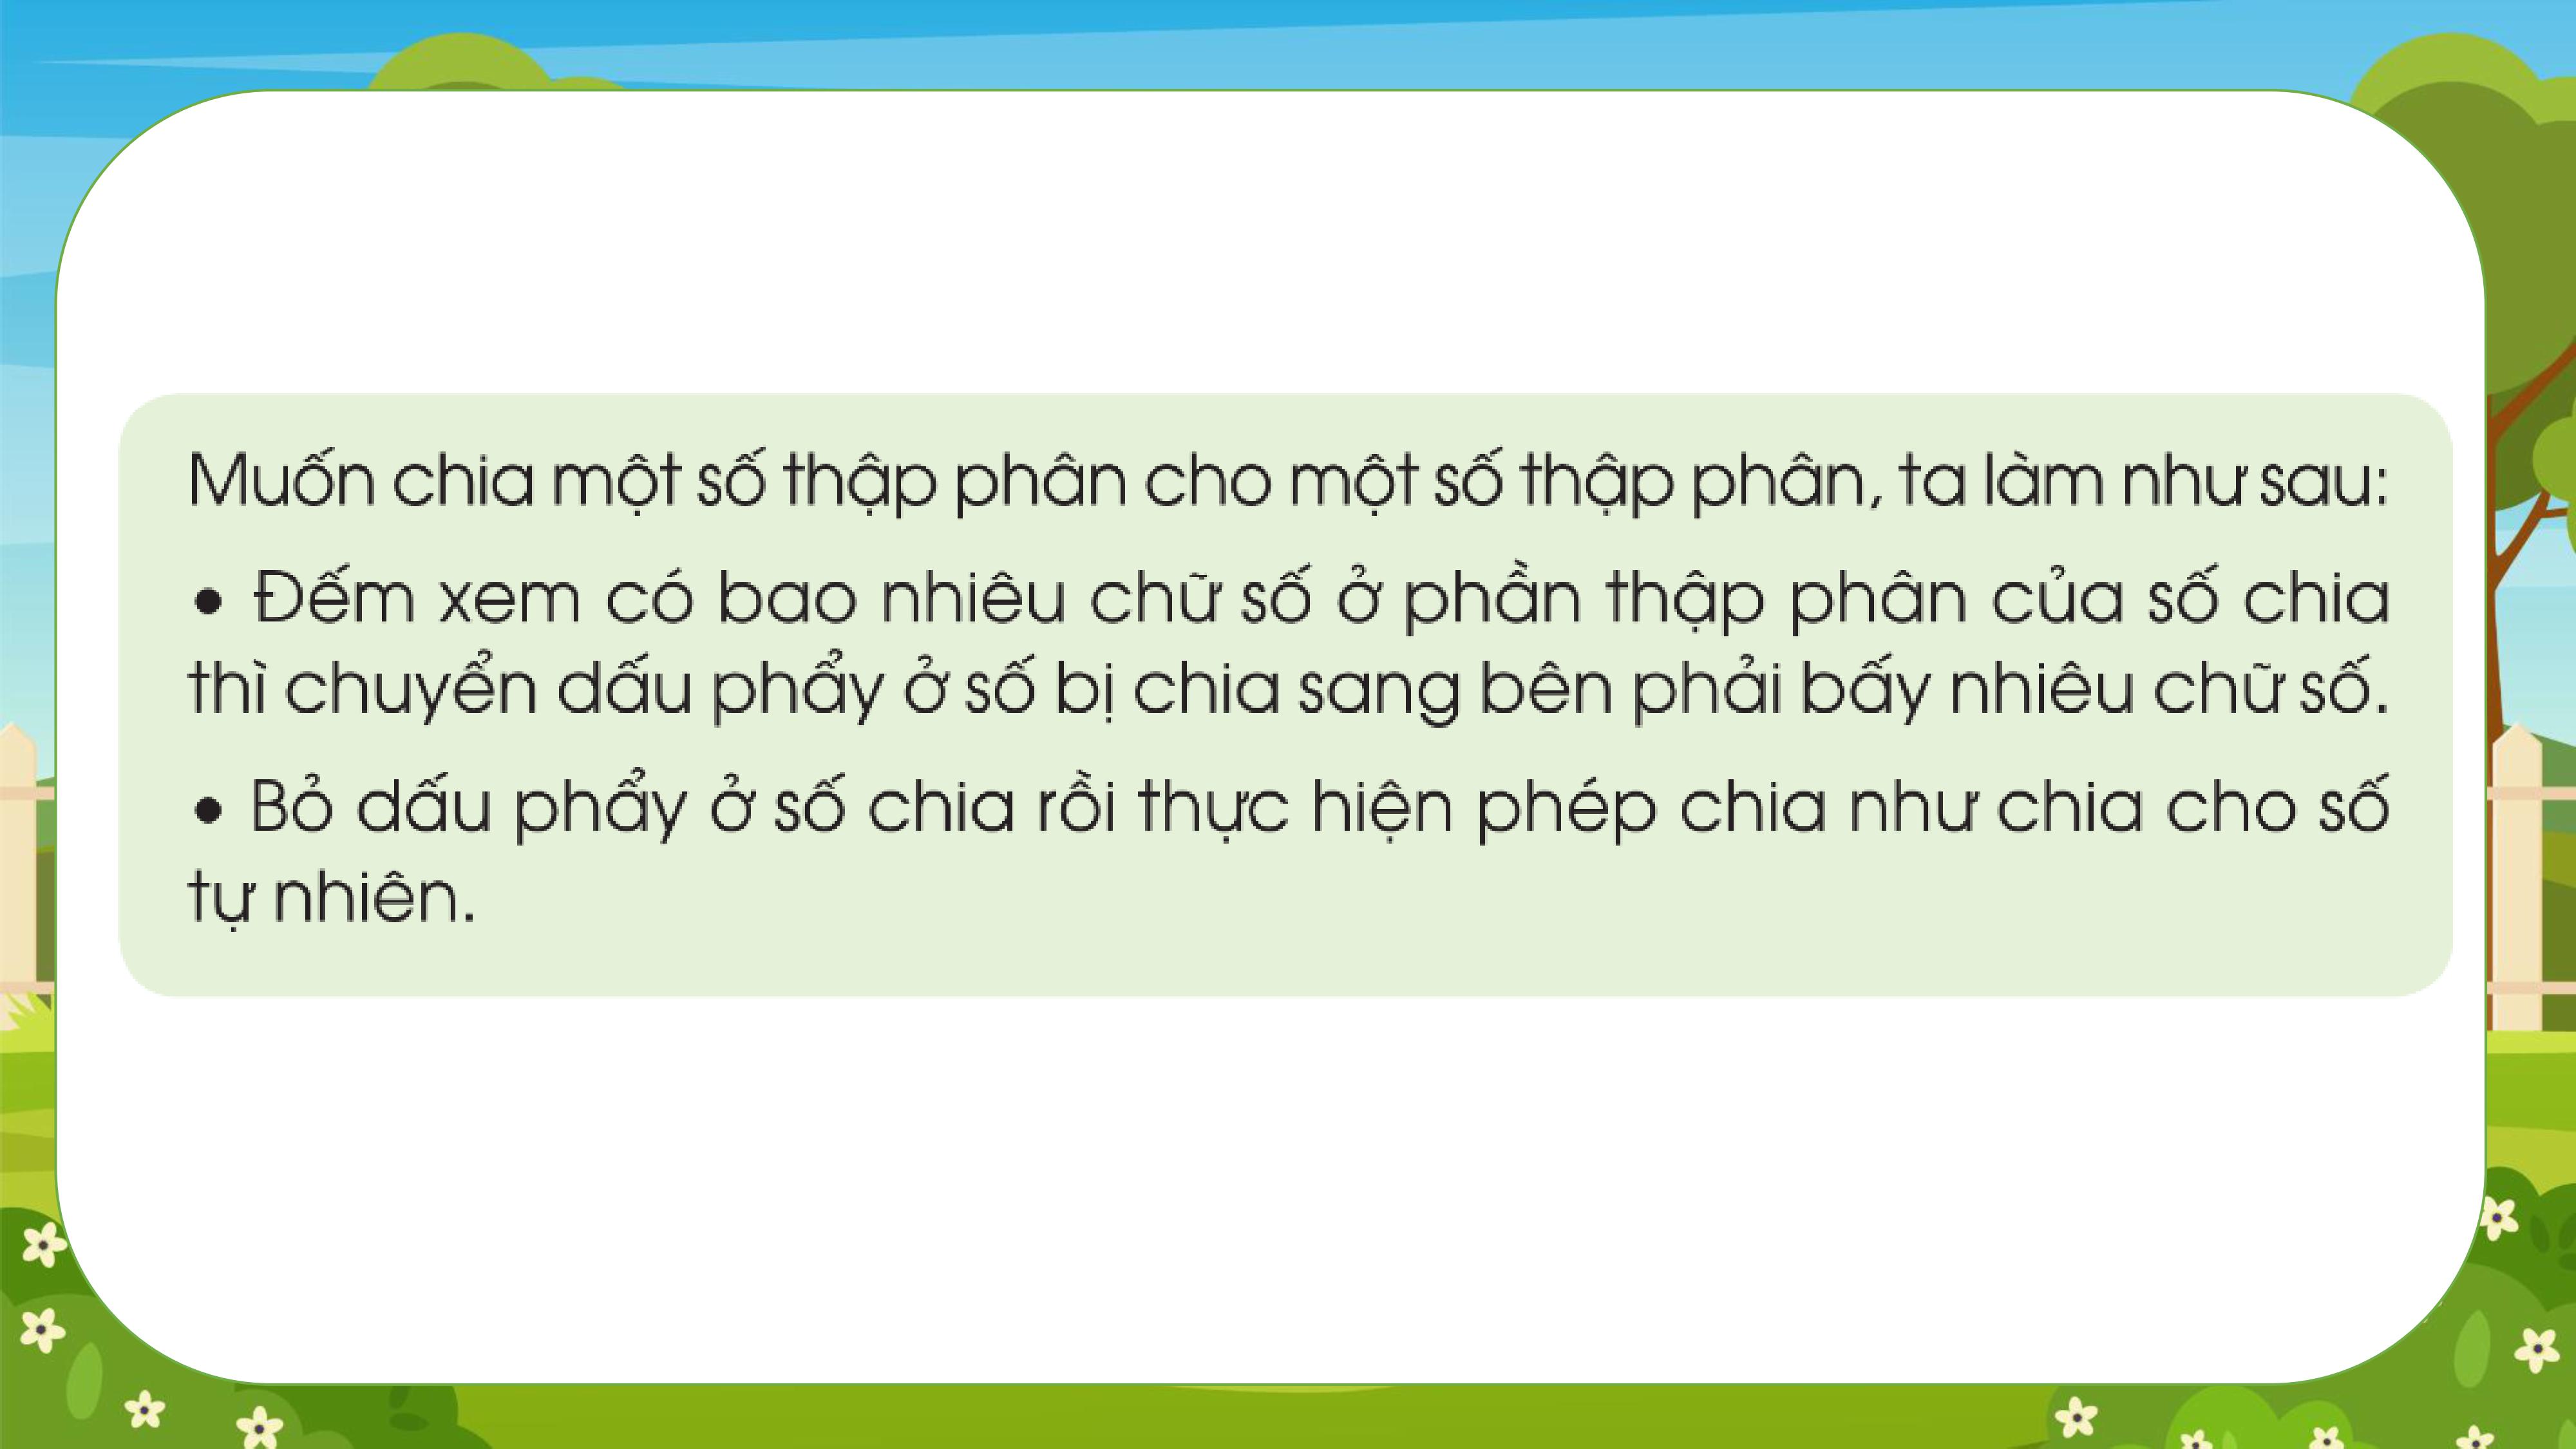 Muốn chia một số thập phân cho một số thập phân, ta làm như sau:
• Đếm xem có bao nhiêu chữ số ở phần thập phân của số chia
thì chuyển dấu phẩy ở số bị chia sang bên phải bấy nhiêu chữ số.
• Bỏ dấu phẩy ở số chia rồi thực hiện phép chia như chia cho số
tự nhiên.